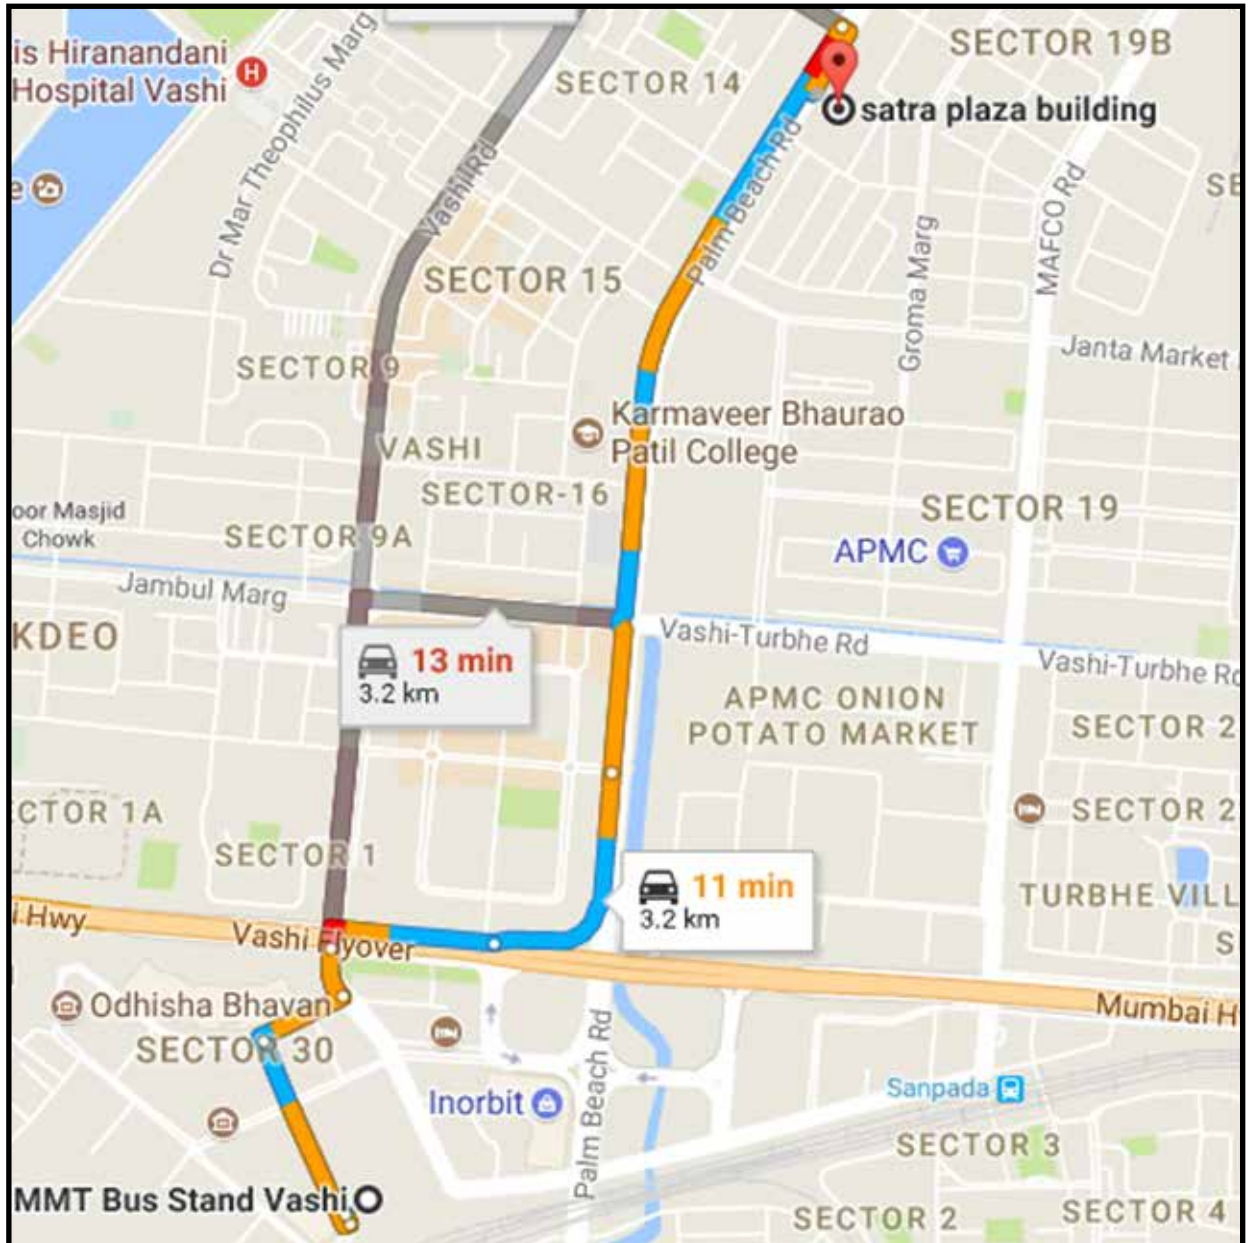 is Hiranandani
Hospital Vashi
H
Dr Mar Theophilus Marg
SECTOR 14
SECTOR 19B
satra plaza building
Vashi Rd
Palm Beach Rd
MAFCO Rd
SE
e
SECTOR 15
Groma Marg
Janta Market
SECTOR 9
Karmaveer Bhaurao
Patil College
VASHI
SECTOR-16
oor Masjid
Chowk
SECTOR 9A
SECTOR 19
APMC
Jambul Marg
KDEO
Vashi-Turbhe Rd
Vashi-Turbhe Rd
13 min
3.2 km
APMC ONION
POTATO MARKET
SECTOR 2
CTOR 1A
SECTOR 2
SECTOR 1
11 min
3.2 km
TURBHE VILL
S
i Hwy
Vashi Flyover
Mumbai H
Odhisha Bhavan
SECTOR 30
Inorbit
Palm Beach Rd
Sanpada
SECTOR 3
MMT Bus Stand Vashi
SECTOR 2
SECTOR 4